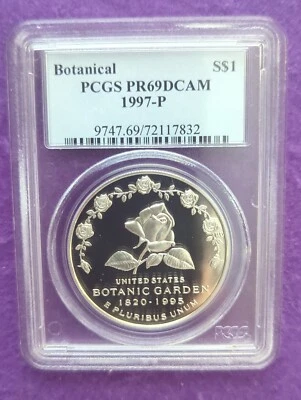 Botanical S$1
PCGS PR69DCAM
1997-P
9747.69/72117832
UNITED STATES
BOTANIC GARDEN
1820-1995
E PLURIBUS UNUM
PCGS